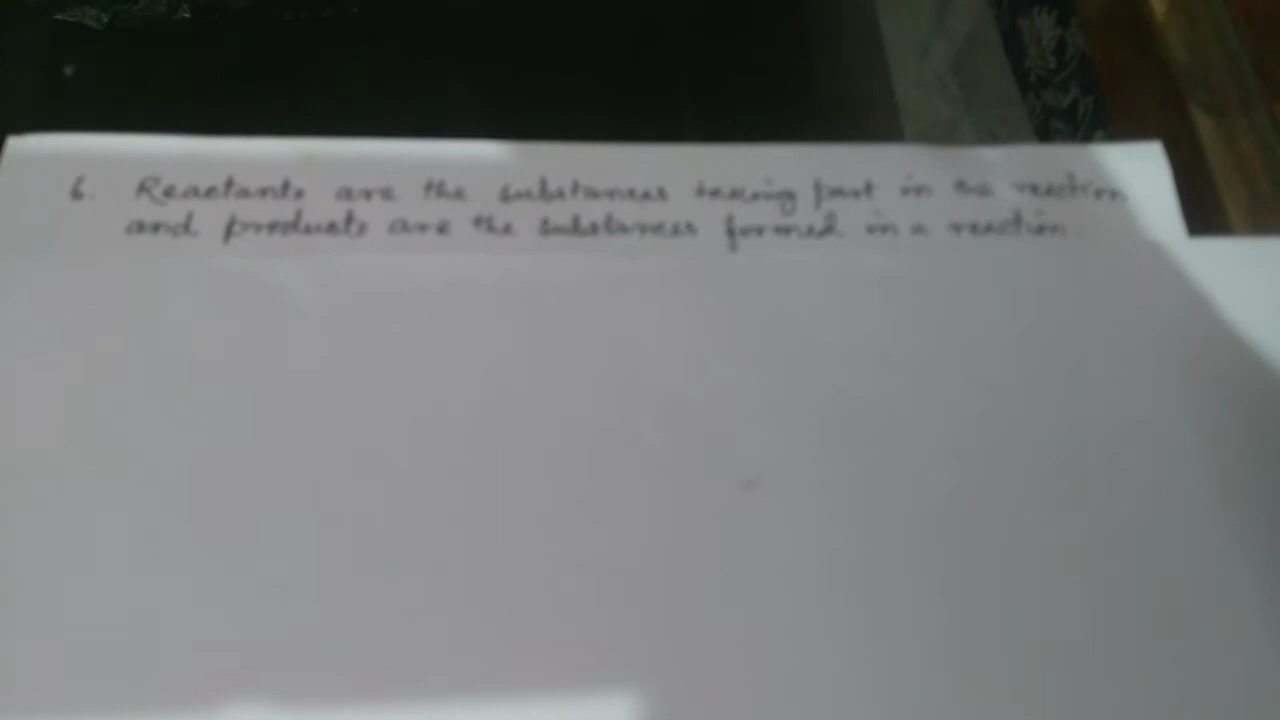 6. Reactants are the substances taking part in the reaction
and products are the substances formed in a reaction